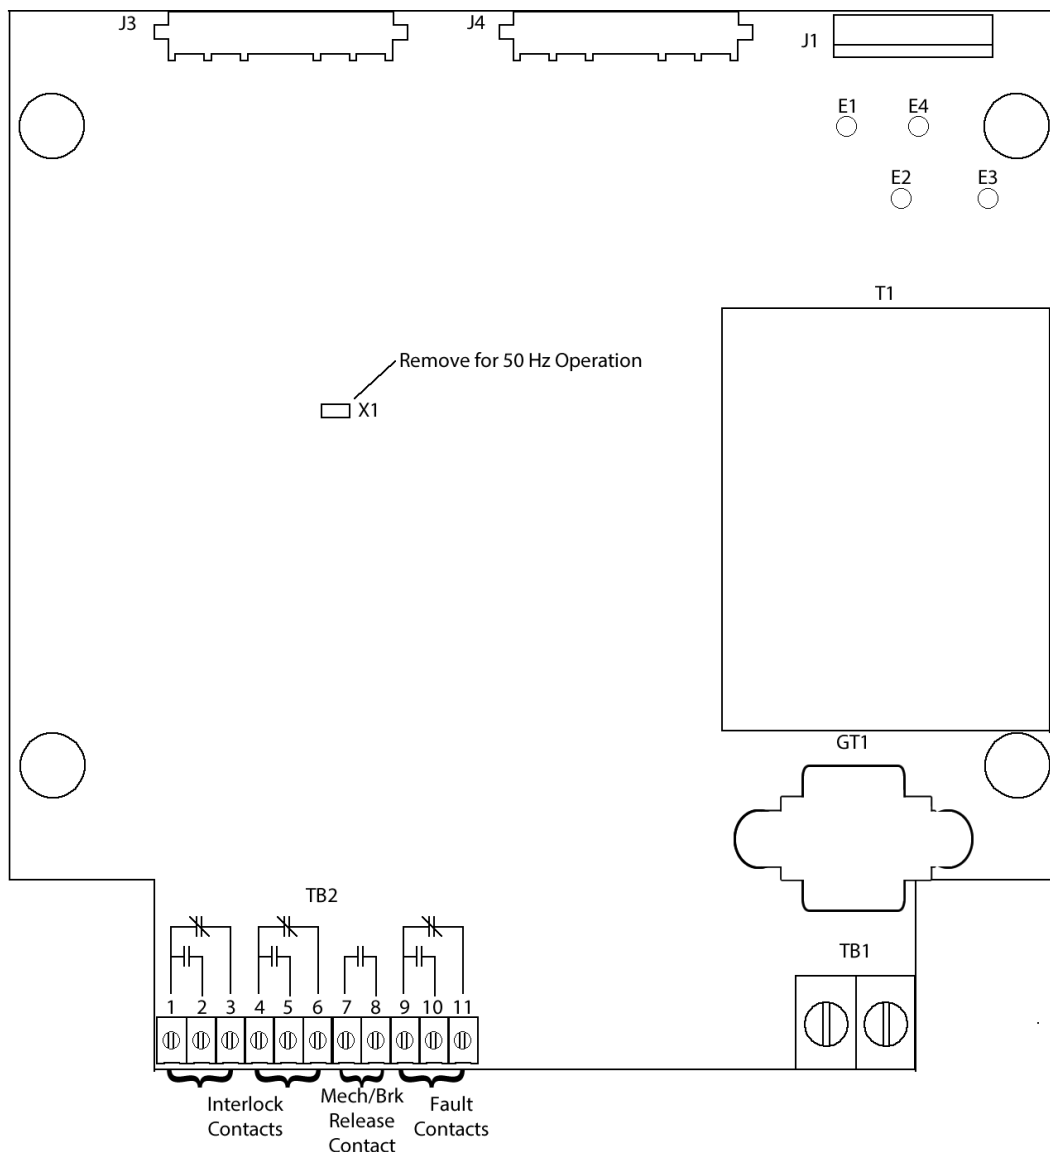 J3
J4
J1
E1 E4
E2 E3
T1
Remove for 50 Hz Operation
X1
GT1
TB2
TB1
1 2 3 4 5 6 7 8 9 10 11
Interlock
Contacts
Mech/Brk
Release
Contact
Fault
Contacts